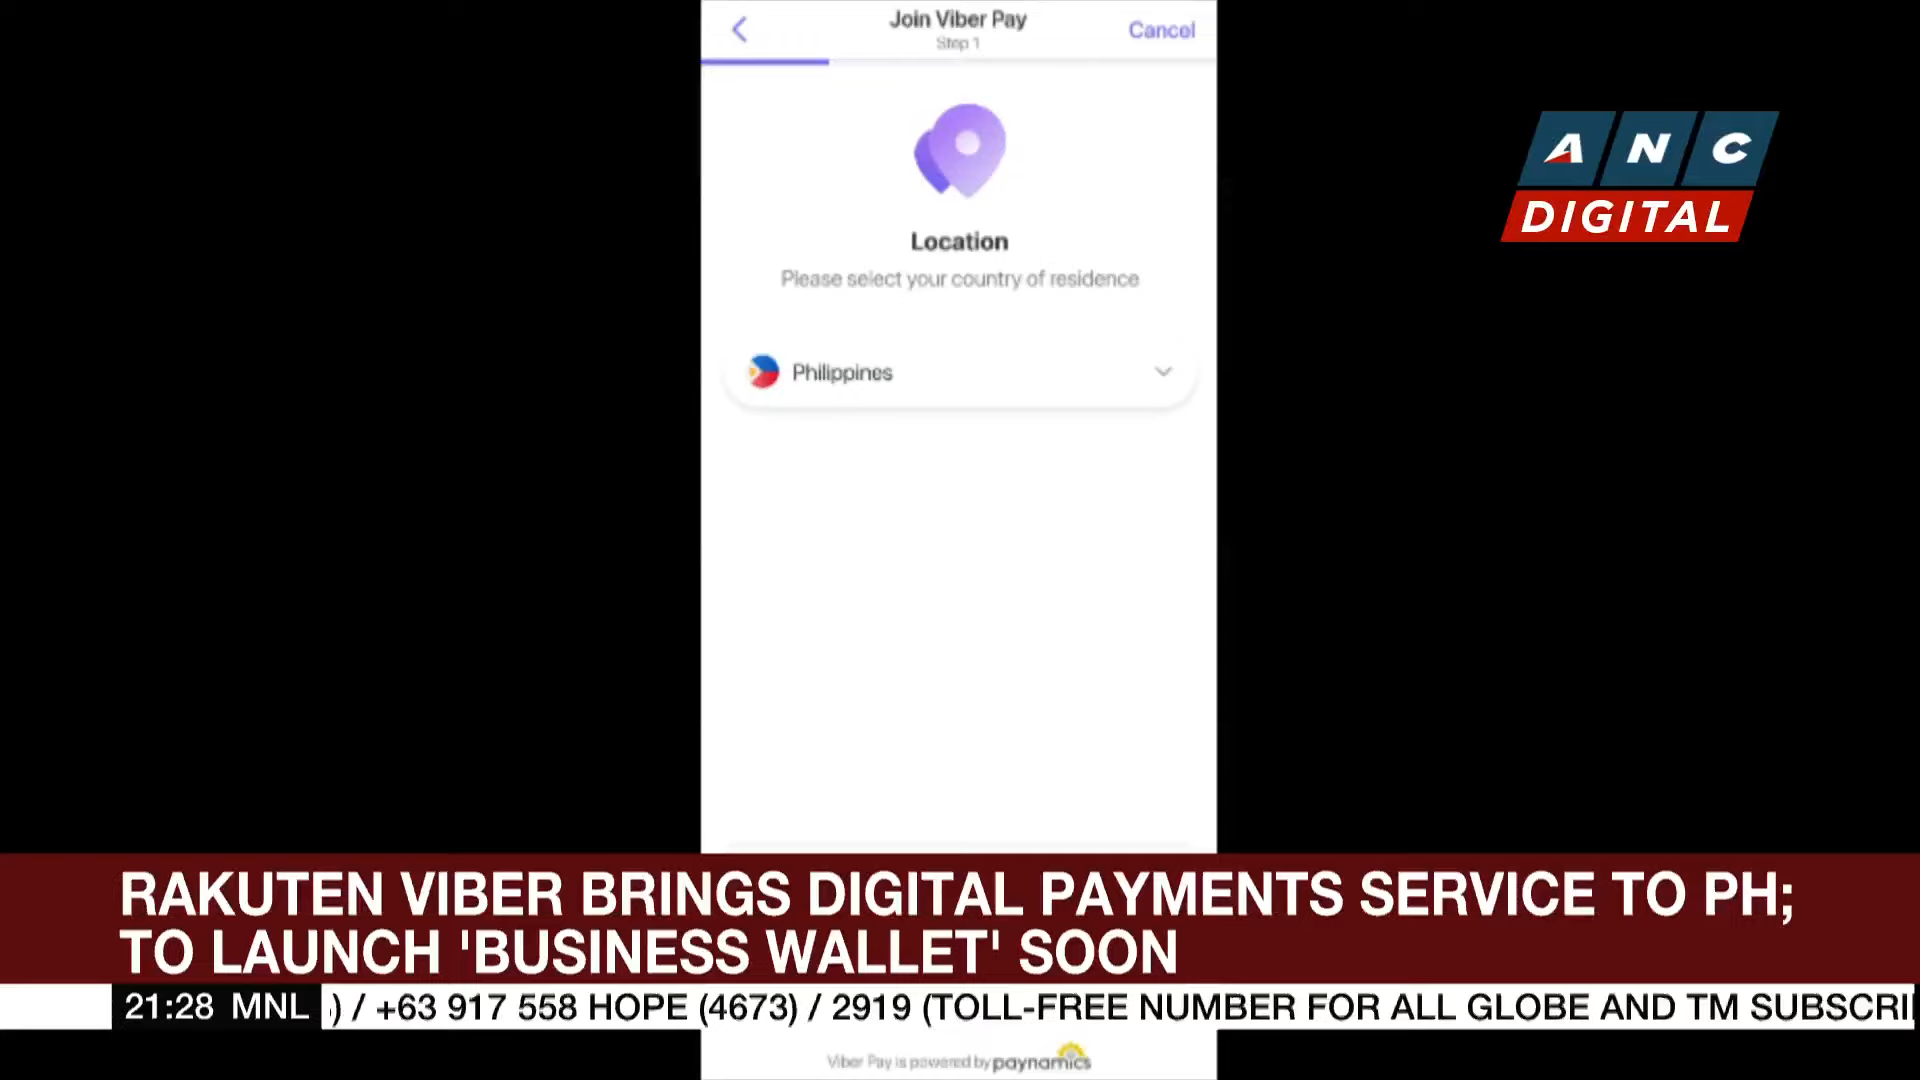 Join Viber Pay
Step 1
Cancel
ANC
DIGITAL
Location
Please select your country of residence
Philippines
RAKUTEN VIBER BRINGS DIGITAL PAYMENTS SERVICE TO PH;
TO LAUNCH 'BUSINESS WALLET' SOON
21:28 MNL ) / +63 917 558 HOPE (4673) / 2919 (TOLL-FREE NUMBER FOR ALL GLOBE AND TM SUBSCRI
Viber Pay is powered by paynamics